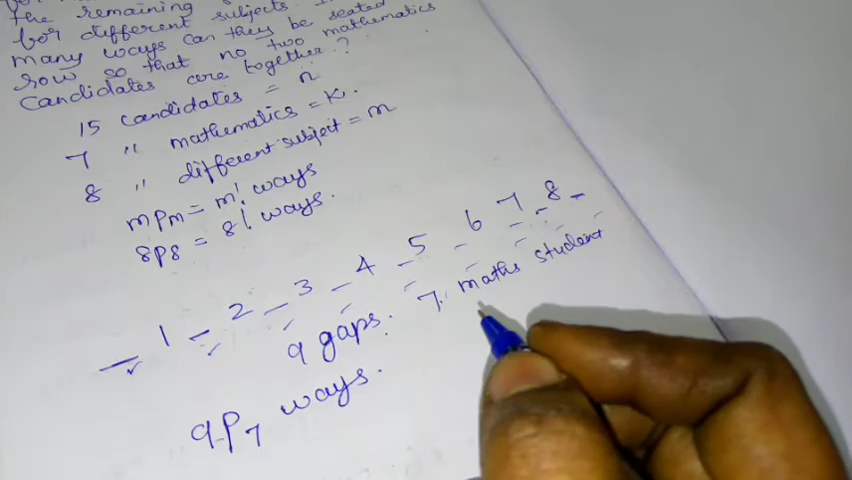 the remaining
for different subjects
many ways can they be seated
row so that no two mathematics
Candidates are together?
15 candidates = n
7 " mathematics = K.
8 " different subject = m
mPm = m! ways
8P8 = 8! ways.
1 2 3 4 5 6 7 8
9 gaps. 7. maths student
9P7 ways.